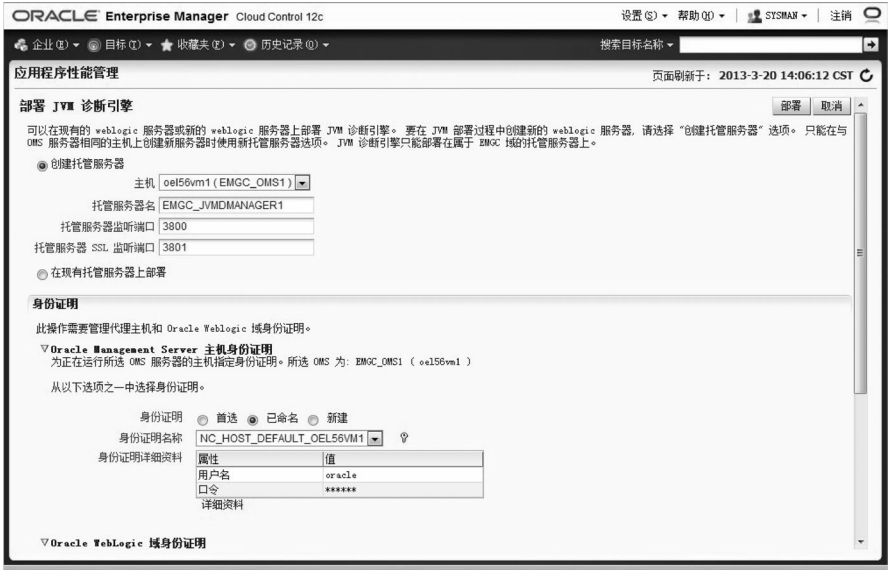 ORACLE Enterprise Manager Cloud Control 12c 设置(S) 帮助(H) SYSMAN 注销
企业(E) 目标(T) 收藏夹(F) 历史记录(O) 搜索目标名称
应用程序性能管理 页面刷新于: 2013-3-20 14:06:12 CST
部署 JVM 诊断引擎 部署 取消
可以在现有的 weblogic 服务器或新的 weblogic 服务器上部署 JVM 诊断引擎。 要在 JVM 部署过程中创建新的 weblogic 服务器, 请选择 “创建托管服务器” 选项。 只能在与
OMS 服务器相同的主机上创建新服务器时使用新托管服务器选项。 JVM 诊断引擎只能部署在属于 EMGC 域的托管服务器上。
创建托管服务器
主机 oel56vm1 ( EMGC_OMS1 )
托管服务器名 EMGC_JVMDMANAGER1
托管服务器监听端口 3800
托管服务器 SSL 监听端口 3801
在现有托管服务器上部署
身份证明
此操作需要管理代理主机和 Oracle Weblogic 域身份证明。
Oracle Management Server 主机身份证明
为正在运行所选 OMS 服务器的主机指定身份证明。所选 OMS 为: EMGC_OMS1 ( oel56vm1 )
从以下选项之一中选择身份证明。
身份证明 首选 已命名 新建
身份证明名称 NC_HOST_DEFAULT_OEL56VM1
身份证明详细资料 属性 值
用户名 oracle
口令 ******
详细资料
Oracle WebLogic 域身份证明